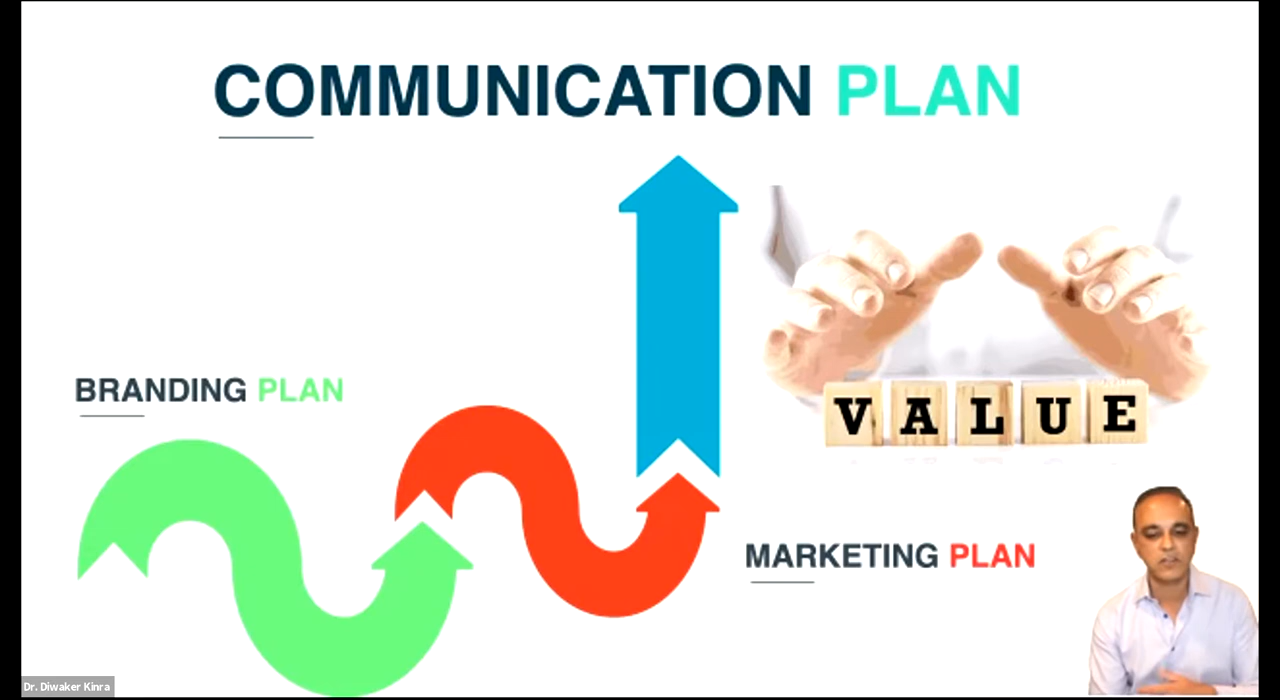 COMMUNICATION PLAN
BRANDING PLAN
VALUE
MARKETING PLAN
Dr. Diwaker Kinra